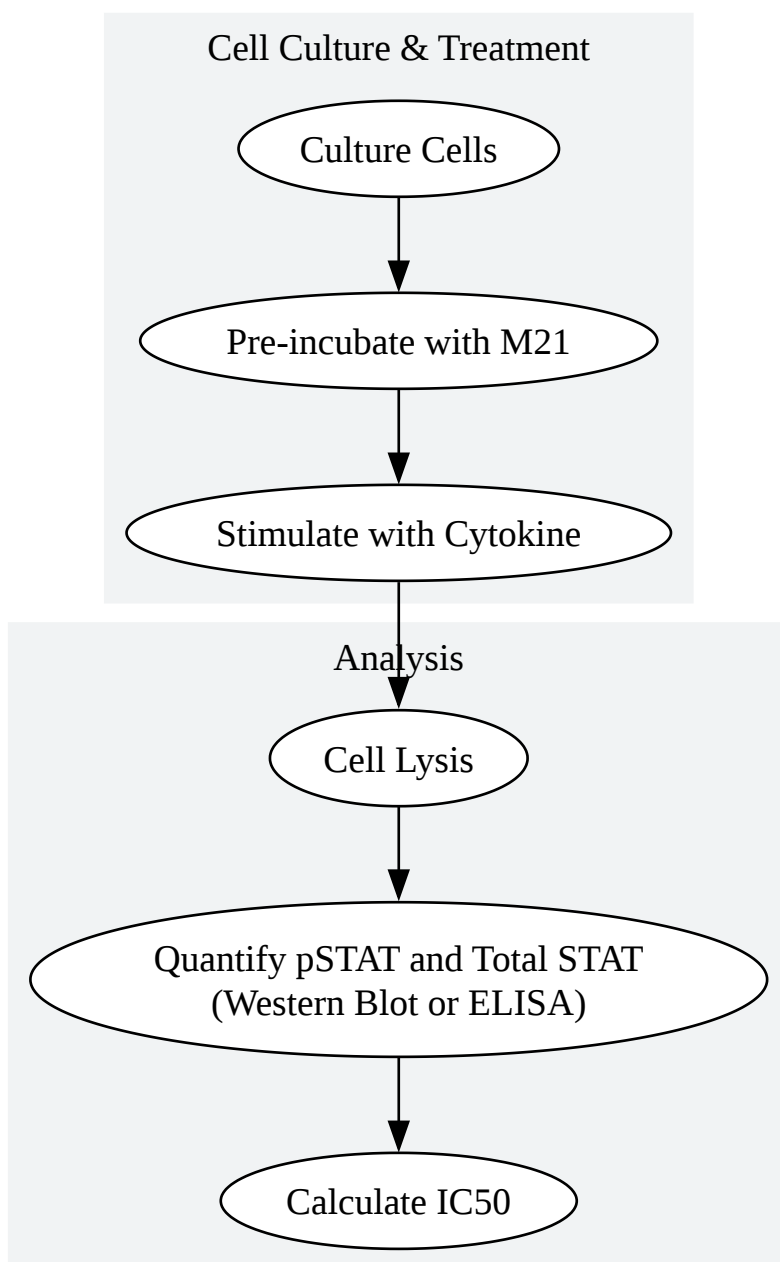 Cell Culture & Treatment
Culture Cells
Pre-incubate with M21
Stimulate with Cytokine
Analysis
Cell Lysis
Quantify pSTAT and Total STAT
(Western Blot or ELISA)
Calculate IC50